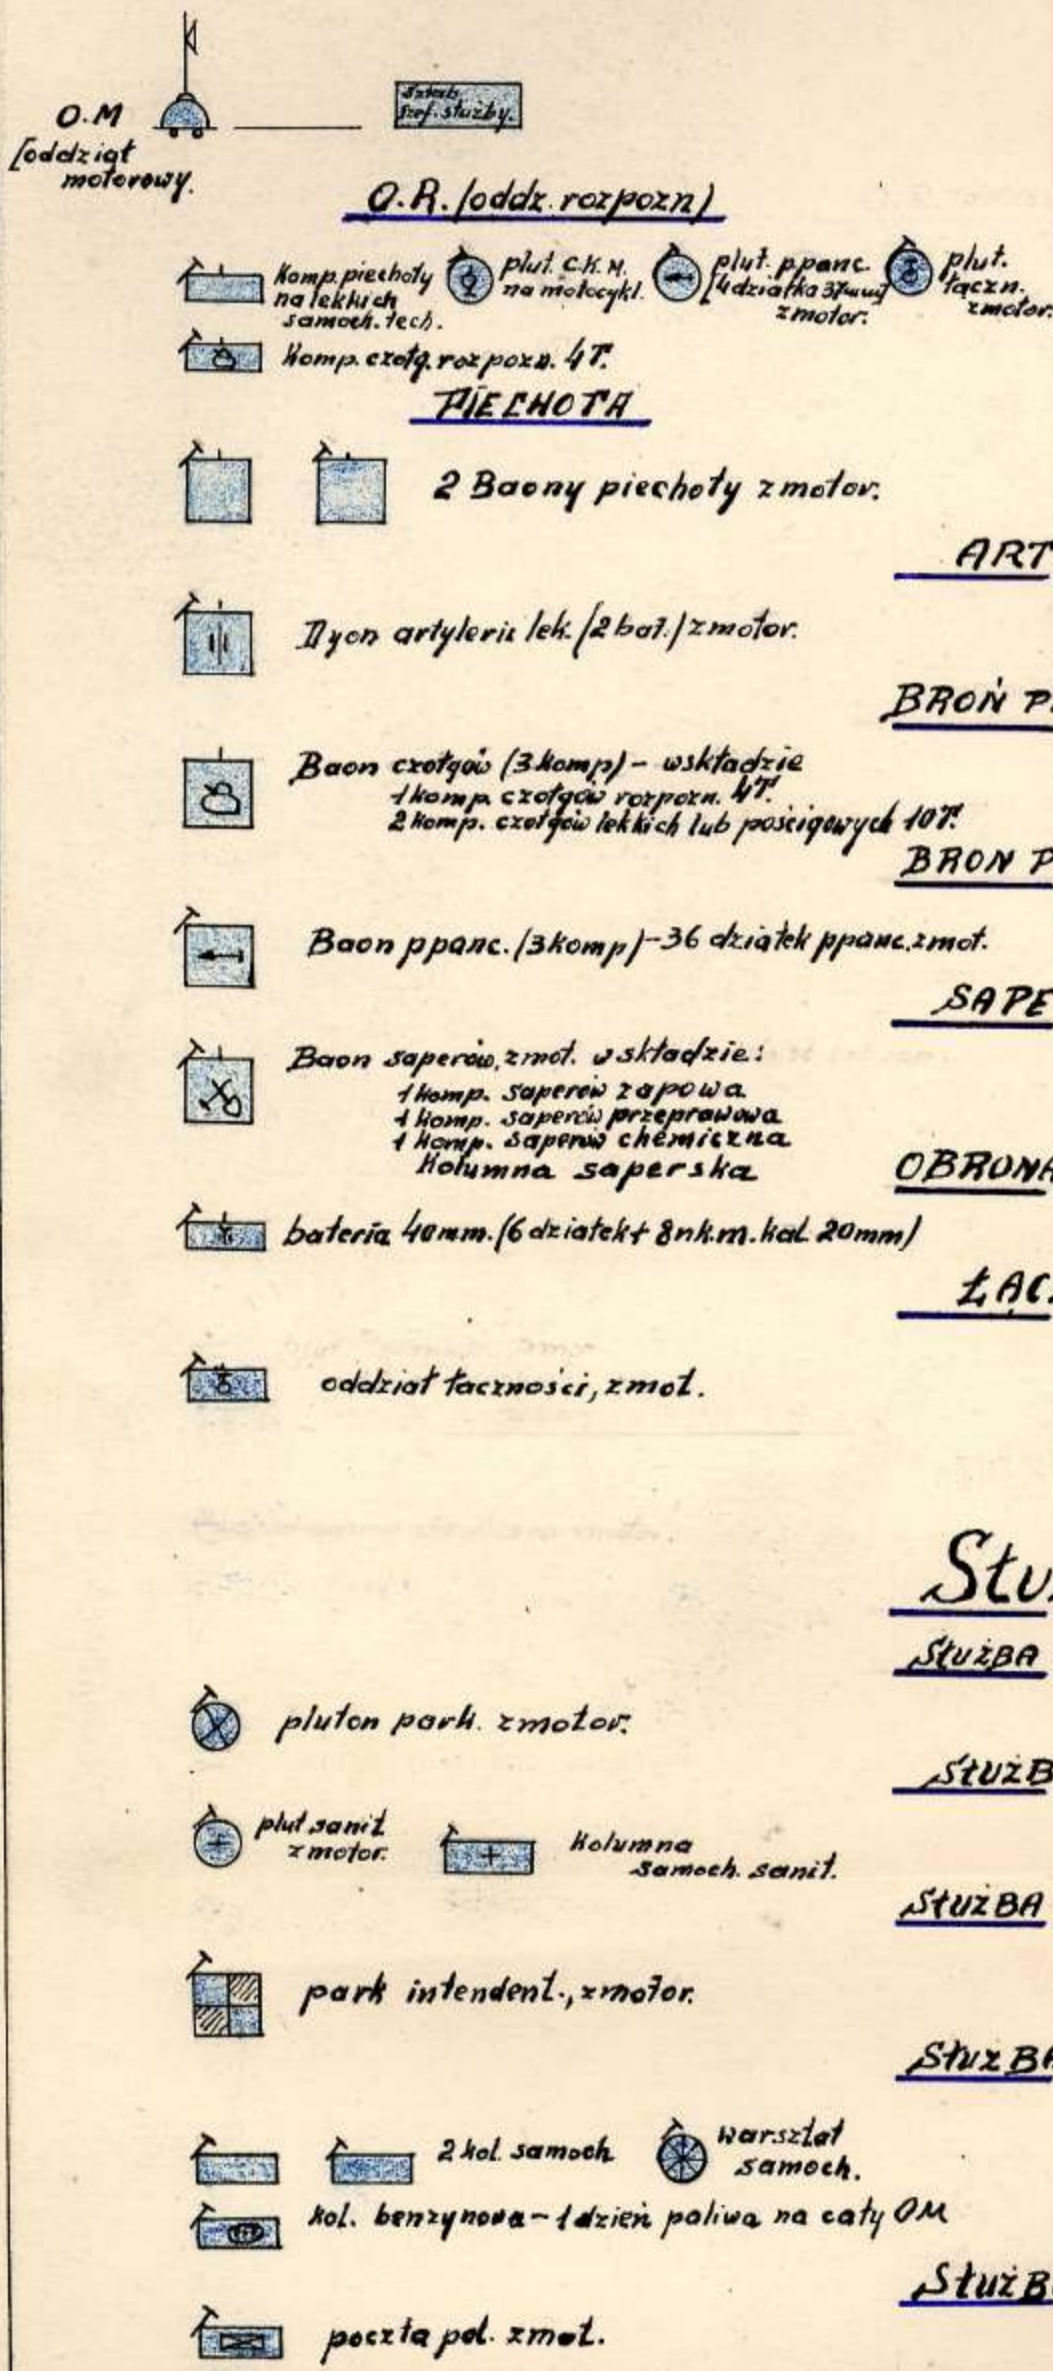 O.M
[oddział
motorowy.
Sztab.
szef. służby.
O.R. /oddz. rozpozn/
Komp. piechoty
na lekkich
samoch. tech.
plut. C.K.M.
na motocykl.
plut. ppanc.
[4 działka 37mm]
zmotor.
plut.
łączn.
zmotor.
Komp. czołg. rozpozn. 4T.
PIECHOTA
2 Baony piechoty zmotor.
ART
Dyon artylerii lek. /2 bat./ zmotor.
BROŃ P
Baon czołgów (3 komp) - w składzie
1 komp. czołgów rozpozn. 4T.
2 komp. czołgów lekkich lub pościgowych 10T.
BROŃ P
Baon ppanc. /3 komp/ - 36 działek ppanc. zmot.
SAPE
Baon saperów, zmot. w składzie:
1 komp. saperów zapowa
1 komp. saperów przeprawowa
1 komp. saperów chemiczna
Kolumna saperska
OBRONA
bateria 40mm. /6 działek + 8 nk.m. kal. 20mm/
ŁĄC
oddział łączności, zmot.
Słu
Służba
pluton park. zmotor.
Służb
plut. sanit.
zmotor.
Kolumna
samoch. sanit.
Służba
park intendent., zmotor.
Służba
2 kol. samoch
warsztat
samoch.
kol. benzynowa - 1 dzień paliwa na cały OM
Służb
poczta pol. zmot.